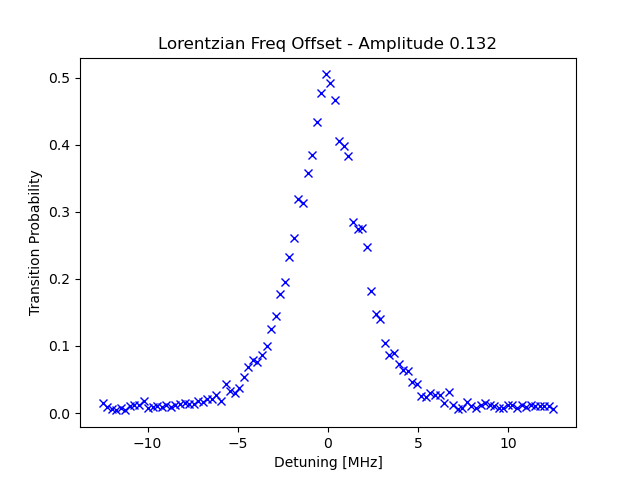 Lorentzian Freq Offset - Amplitude 0.132
Transition Probability
0.5
0.4
0.3
0.2
0.1
0.0
−10 −5 0 5 10
Detuning [MHz]